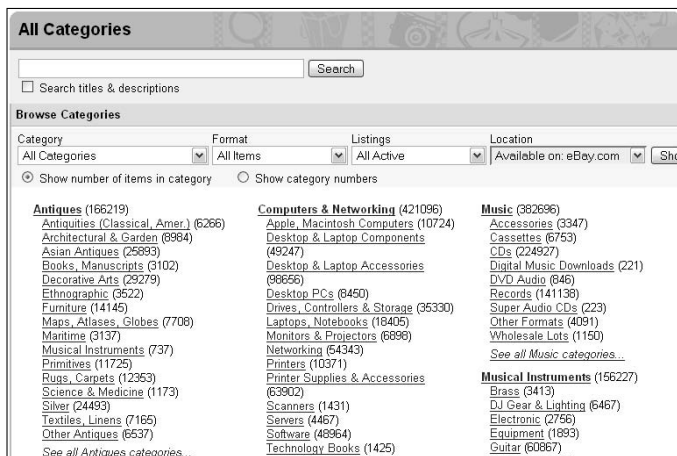 All Categories
Search
Search titles & descriptions
Browse Categories
Category Format Listings Location
All Categories All Items All Active Available on: eBay.com
Show number of items in category Show category numbers
Antiques (166219)
Antiquities (Classical, Amer.) (6266)
Architectural & Garden (8984)
Asian Antiques (25893)
Books, Manuscripts (3102)
Decorative Arts (29279)
Ethnographic (3522)
Furniture (14145)
Maps, Atlases, Globes (7708)
Maritime (3137)
Musical Instruments (737)
Primitives (11725)
Rugs, Carpets (12353)
Science & Medicine (1173)
Silver (24493)
Textiles, Linens (7165)
Other Antiques (6537)
See all Antiques categories...
Computers & Networking (421096)
Apple, Macintosh Computers (10724)
Desktop & Laptop Components
(49247)
Desktop & Laptop Accessories
(98656)
Desktop PCs (8450)
Drives, Controllers & Storage (35330)
Laptops, Notebooks (18405)
Monitors & Projectors (6898)
Networking (54343)
Printers (10371)
Printer Supplies & Accessories
(63902)
Scanners (1431)
Servers (4467)
Software (48964)
Technology Books (1425)
Music (382696)
Accessories (3347)
Cassettes (6753)
CDs (224927)
Digital Music Downloads (221)
DVD Audio (846)
Records (141138)
Super Audio CDs (223)
Other Formats (4091)
Wholesale Lots (1150)
See all Music categories...
Musical Instruments (156227)
Brass (3413)
DJ Gear & Lighting (6467)
Electronic (2756)
Equipment (1893)
Guitar (60867)